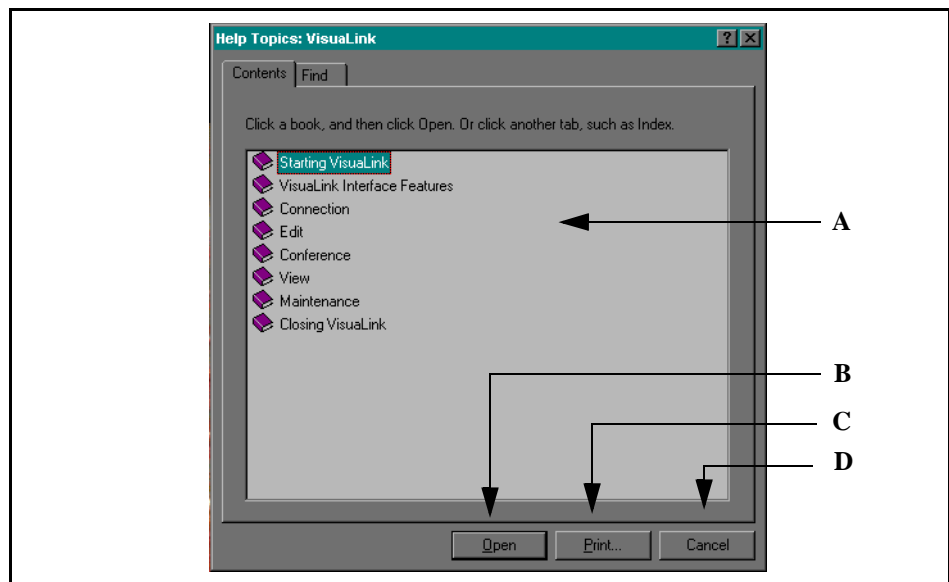 Help Topics: VisuaLink
Contents Find
Click a book, and then click Open. Or click another tab, such as Index.
Starting VisuaLink
VisuaLink Interface Features
Connection
A
Edit
Conference
View
Maintenance
Closing VisuaLink
B
C
D
Open Print... Cancel